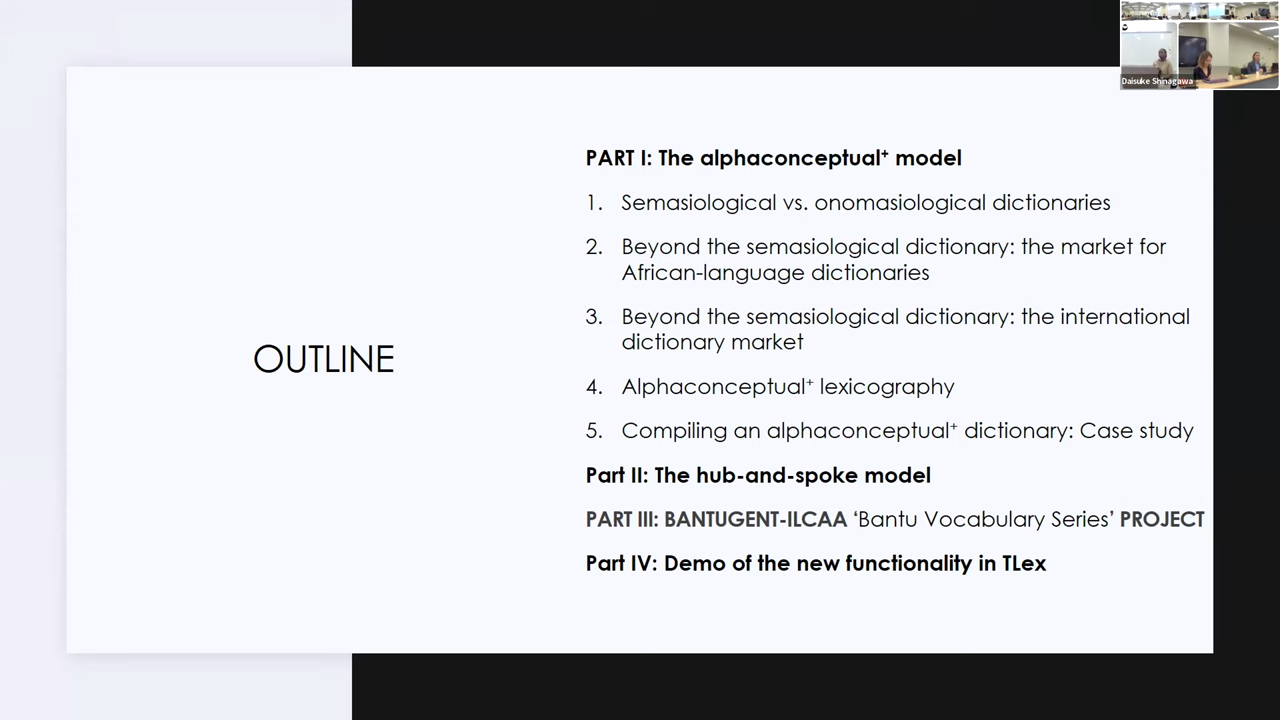 Daisuke Shinagawa
OUTLINE
PART I: The alphaconceptual⁺ model
1. Semasiological vs. onomasiological dictionaries
2. Beyond the semasiological dictionary: the market for
African-language dictionaries
3. Beyond the semasiological dictionary: the international
dictionary market
4. Alphaconceptual⁺ lexicography
5. Compiling an alphaconceptual⁺ dictionary: Case study
Part II: The hub-and-spoke model
PART III: BANTUGENT-ILCAA ‘Bantu Vocabulary Series’ PROJECT
Part IV: Demo of the new functionality in TLex